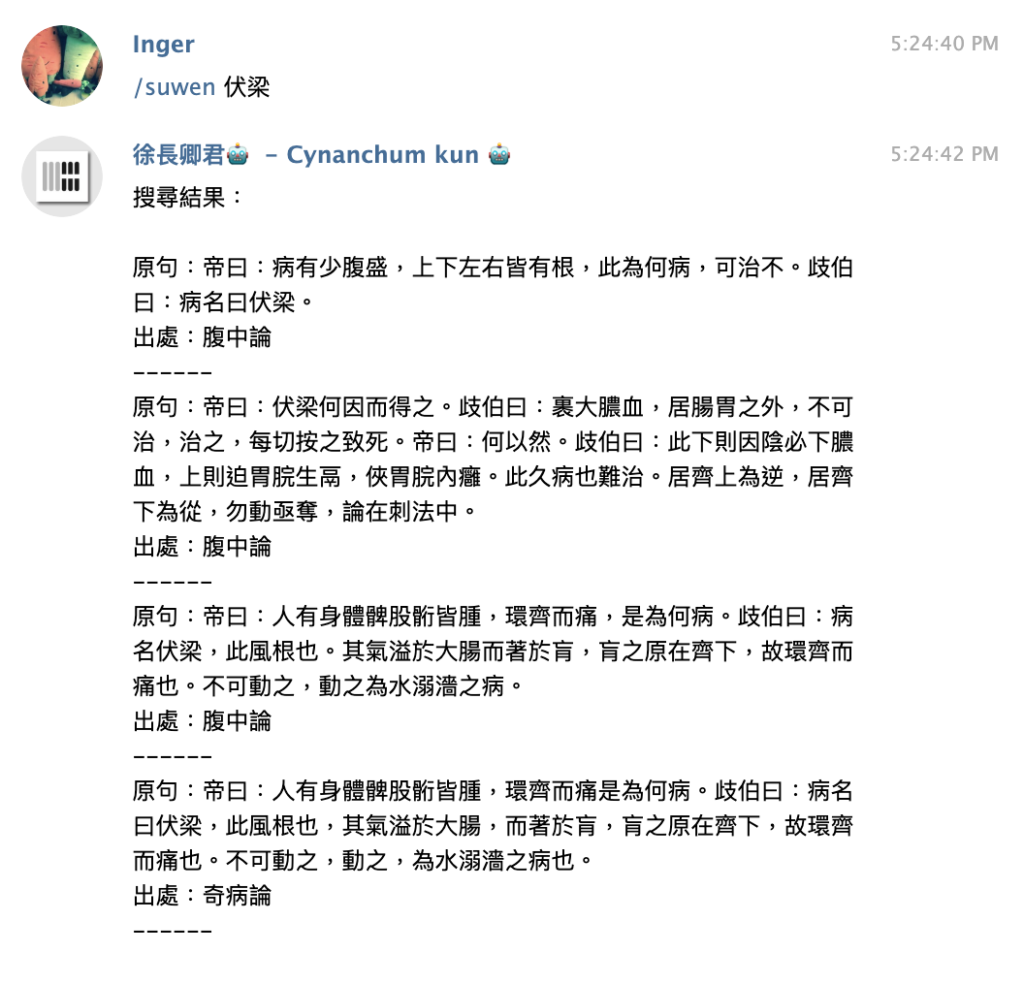 Inger
5:24:40 PM
/suwen 伏梁
徐長卿君🤖 - Cynanchum kun 🤖
5:24:42 PM
搜尋結果：
原句：帝曰：病有少腹盛，上下左右皆有根，此為何病，可治不。歧伯
曰：病名曰伏梁。
出處：腹中論
------
原句：帝曰：伏梁何因而得之。歧伯曰：裹大膿血，居腸胃之外，不可
治，治之，每切按之致死。帝曰：何以然。歧伯曰：此下則因陰必下膿
血，上則迫胃脘生鬲，俠胃脘內癰。此久病也難治。居齊上為逆，居齊
下為從，勿動亟奪，論在刺法中。
出處：腹中論
------
原句：帝曰：人有身體髀股䯒皆腫，環齊而痛，是為何病。歧伯曰：病
名伏梁，此風根也。其氣溢於大腸而著於肓，肓之原在齊下，故環齊而
痛也。不可動之，動之為水溺濇之病。
出處：腹中論
------
原句：帝曰：人有身體髀股䯒皆腫，環齊而痛是為何病。歧伯曰：病名
曰伏梁，此風根也，其氣溢於大腸，而著於肓，肓之原在齊下，故環齊
而痛也。不可動之，動之，為水溺濇之病也。
出處：奇病論
------